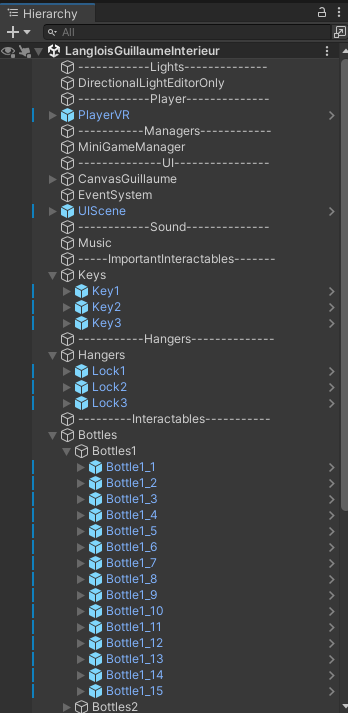 Hierarchy
All
LangloisGuillaumeInterieur
-----------Lights-------------
DirectionalLightEditorOnly
-----------Player-------------
PlayerVR
-----------Managers-----------
MiniGameManager
-------------UI---------------
CanvasGuillaume
EventSystem
UIScene
-----------Sound-------------
Music
-----ImportantInteractables-------
Keys
Key1
Key2
Key3
----------Hangers-------------
Hangers
Lock1
Lock2
Lock3
---------Interactables----------
Bottles
Bottles1
Bottle1_1
Bottle1_2
Bottle1_3
Bottle1_4
Bottle1_5
Bottle1_6
Bottle1_7
Bottle1_8
Bottle1_9
Bottle1_10
Bottle1_11
Bottle1_12
Bottle1_13
Bottle1_14
Bottle1_15
Bottles2